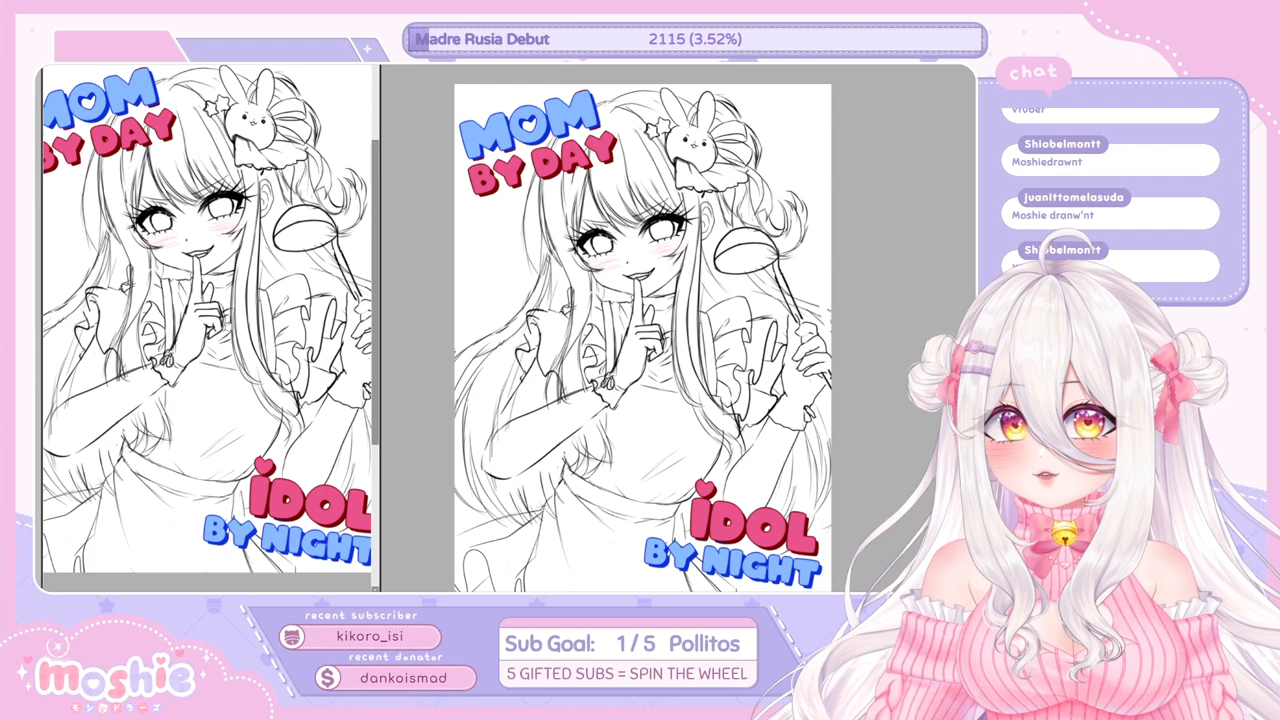 Madre Rusia Debut 2115 (3.52%)
+
chat
vtuber
Shiobelmontt
Moshiedrawnt
juanittomelasuda
Moshie dranw'nt
Shiobelmontt
MOM
BY DAY
IDOL
BY NIGHT
MOM
BY DAY
IDOL
BY NIGHT
recent subscriber
kikoro_isi
recent donator
$ dankoismad
Sub Goal: 1 / 5 Pollitos
5 GIFTED SUBS = SPIN THE WHEEL
moshie